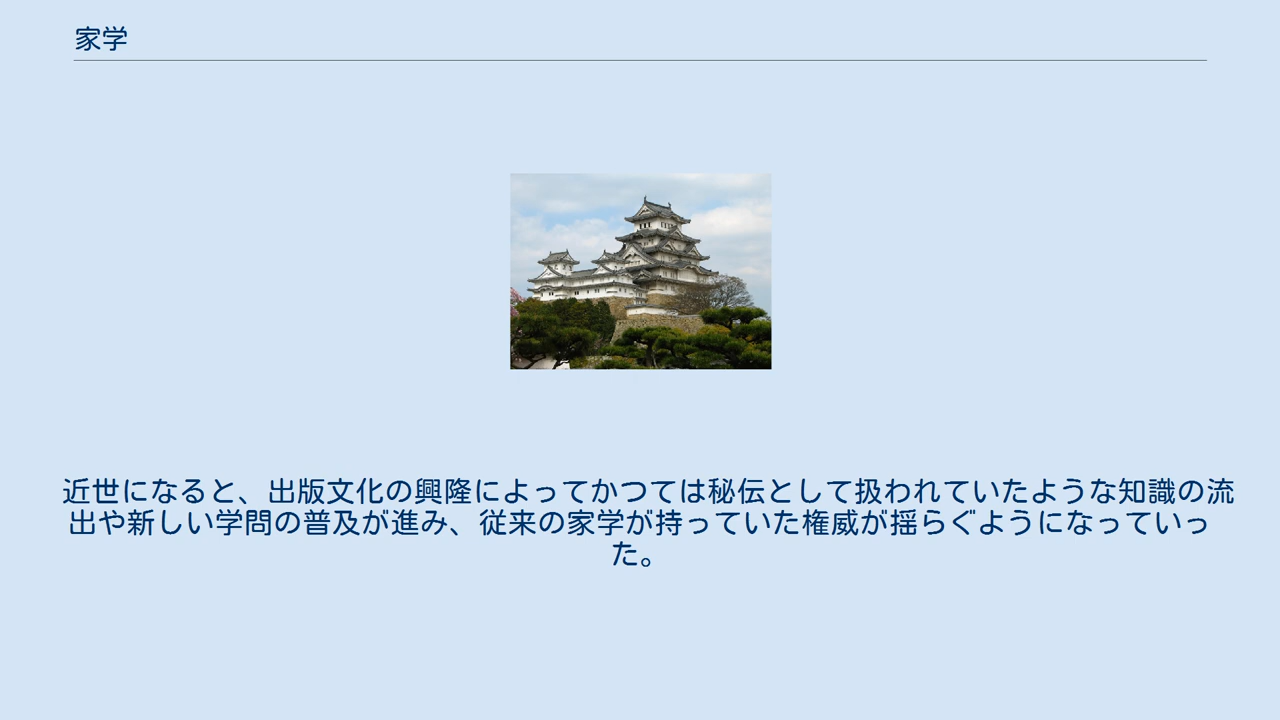 家学
近世になると、出版文化の興隆によってかつては秘伝として扱われていたような知識の流
出や新しい学問の普及が進み、従来の家学が持っていた権威が揺らぐようになっていっ
た。